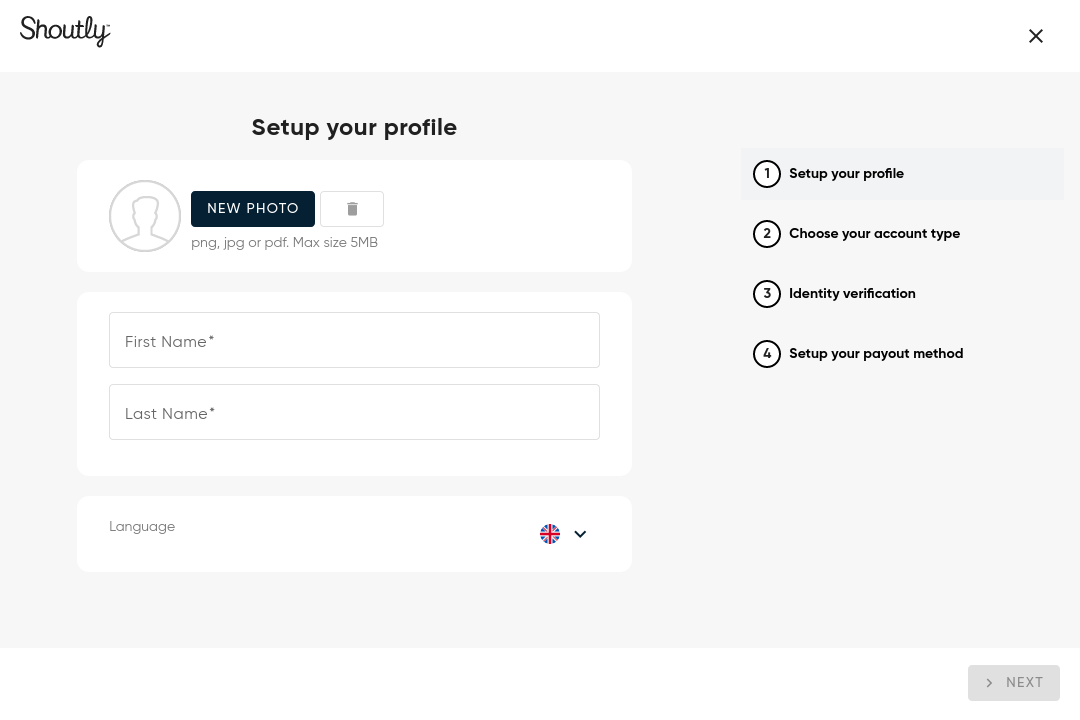 Shoutly™
Setup your profile
NEW PHOTO
png, jpg or pdf. Max size 5MB
First Name*
Last Name*
Language
1 Setup your profile
2 Choose your account type
3 Identity verification
4 Setup your payout method
NEXT